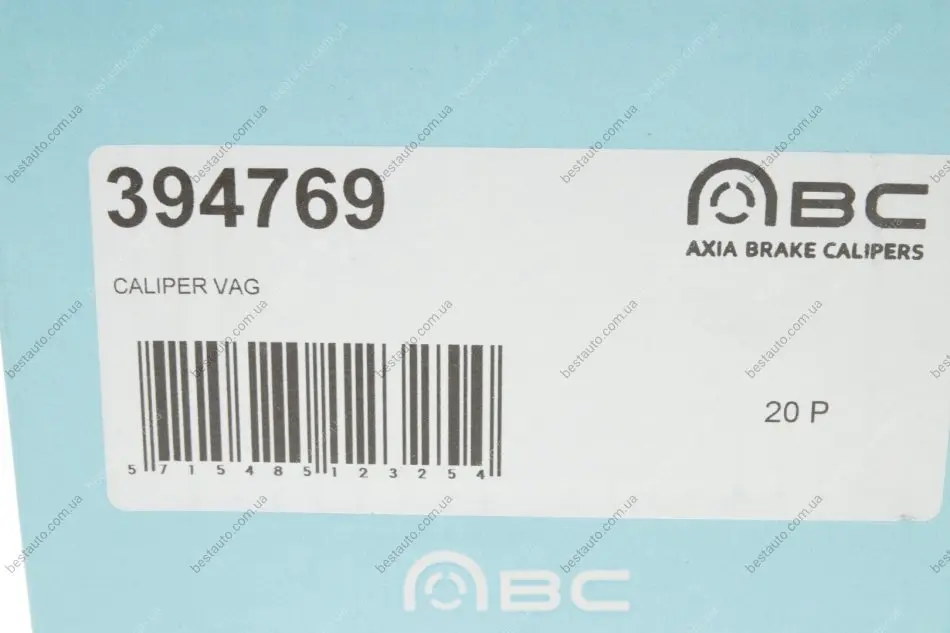 394769
ABC
AXIA BRAKE CALIPERS
CALIPER VAG
20 P
5 715485 123254
ABC
bestauto.com.ua